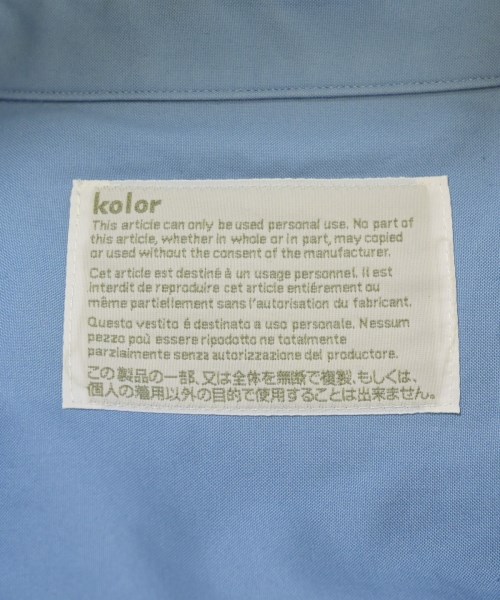 kolor
This article can only be used personal use. No part of
this article, whether in whole or in part, may copied
or used without the consent of the manufacturer.
Cet article est destiné à un usage personnel. Il est
interdit de reproduire cet article entiérement ou
même partiellement sans l'autorisation du fabricant.
Questo vestito é destinato a uso personale. Nessum
pezzo poù essere ripodotto ne totalmente
parzialmente senza autorizzazione del productore.
この製品の一部、又は全体を無断で複製、もしくは、
個人の着用以外の目的で使用することは出来ません。